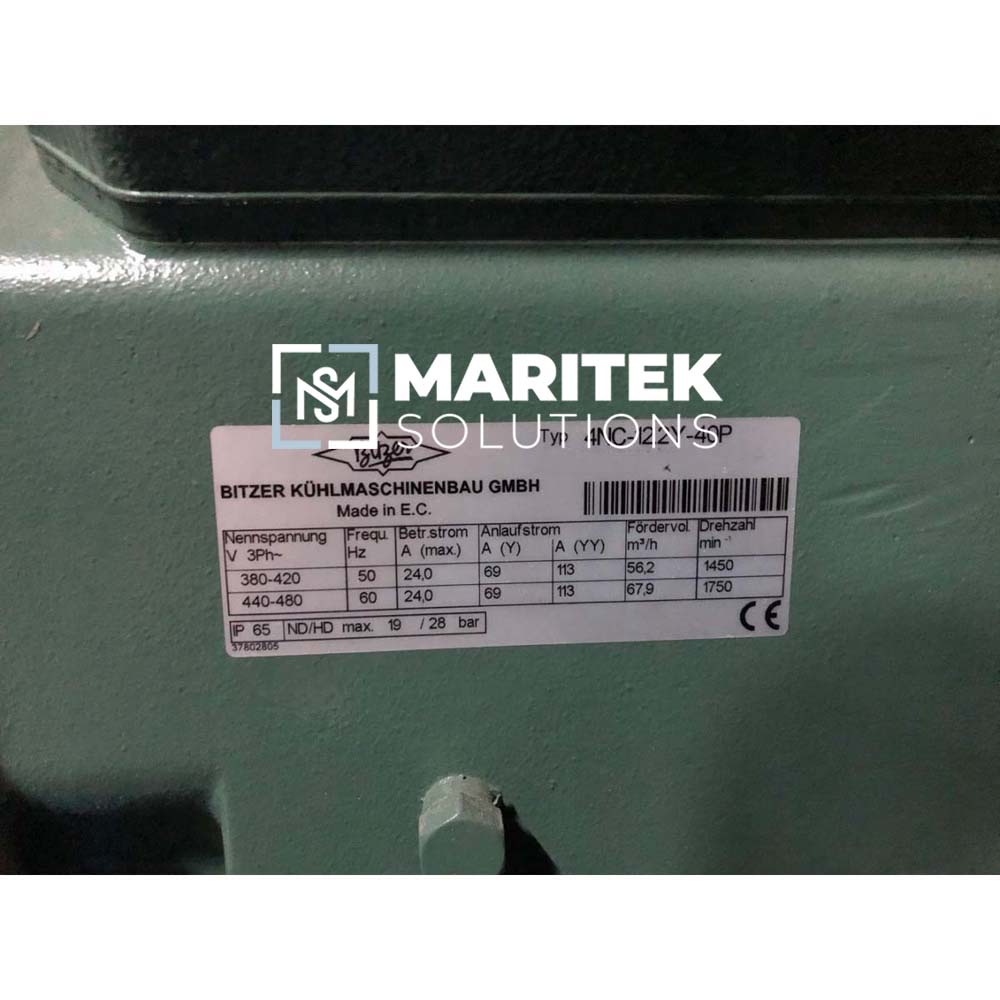 SM MARITEK
SOLUTIONS
Bitzer
Typ 4NC-12.2Y-40P
BITZER KÜHLMASCHINENBAU GMBH
Made in E.C.
Nennspannung Frequ. Betr.strom Anlaufstrom Fördervol. Drehzahl
V 3Ph~ Hz A (max.) A (Y) A (YY) m³/h min⁻¹
380-420 50 24,0 69 113 56,2 1450
440-480 60 24,0 69 113 67,9 1750
IP 65 ND/HD max. 19 / 28 bar CE
37802805